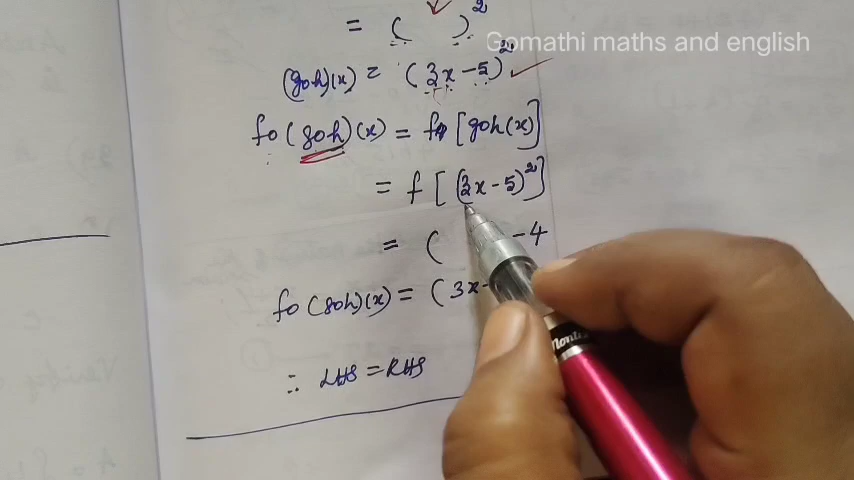 = ( )²
Gomathi maths and english
(goh)(x) = (3x-5)²
fo(goh)(x) = f [goh(x)]
= f [(3x-5)²]
= ( -4
fo(goh)(x) = (3x-
∴ LHS = RHS
Monte